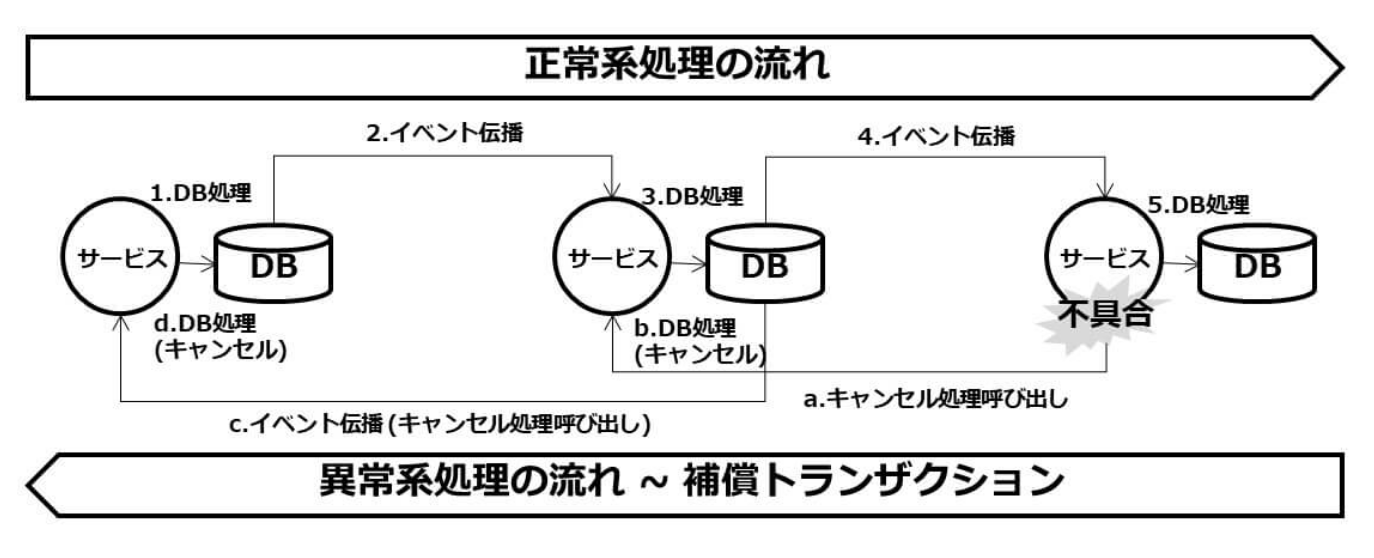 正常系処理の流れ
2.イベント伝播
4.イベント伝播
1.DB処理
3.DB処理
5.DB処理
サービス
DB
サービス
DB
サービス
DB
不具合
d.DB処理
(キャンセル)
b.DB処理
(キャンセル)
a.キャンセル処理呼び出し
c.イベント伝播(キャンセル処理呼び出し)
異常系処理の流れ ~ 補償トランザクション